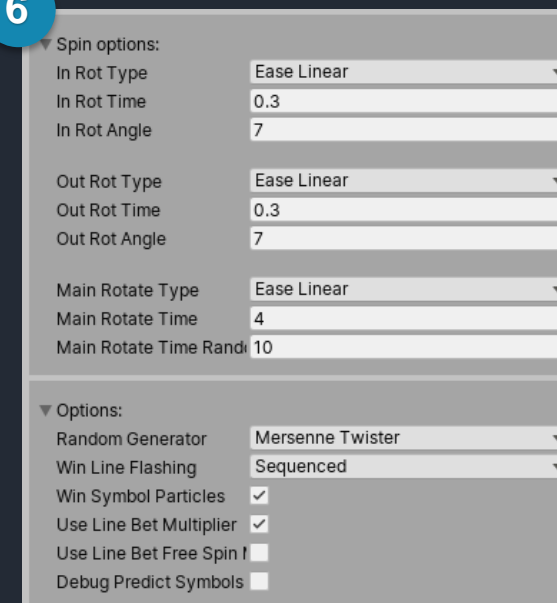 6
Spin options:
In Rot Type Ease Linear
In Rot Time 0.3
In Rot Angle 7
Out Rot Type Ease Linear
Out Rot Time 0.3
Out Rot Angle 7
Main Rotate Type Ease Linear
Main Rotate Time 4
Main Rotate Time 10
Options:
Random Generator Mersenne Twister
Win Line Flashing Sequenced
Win Symbol Particles
Use Line Bet Multiplier
Use Line Bet Free Spin
Debug Predict Symbols